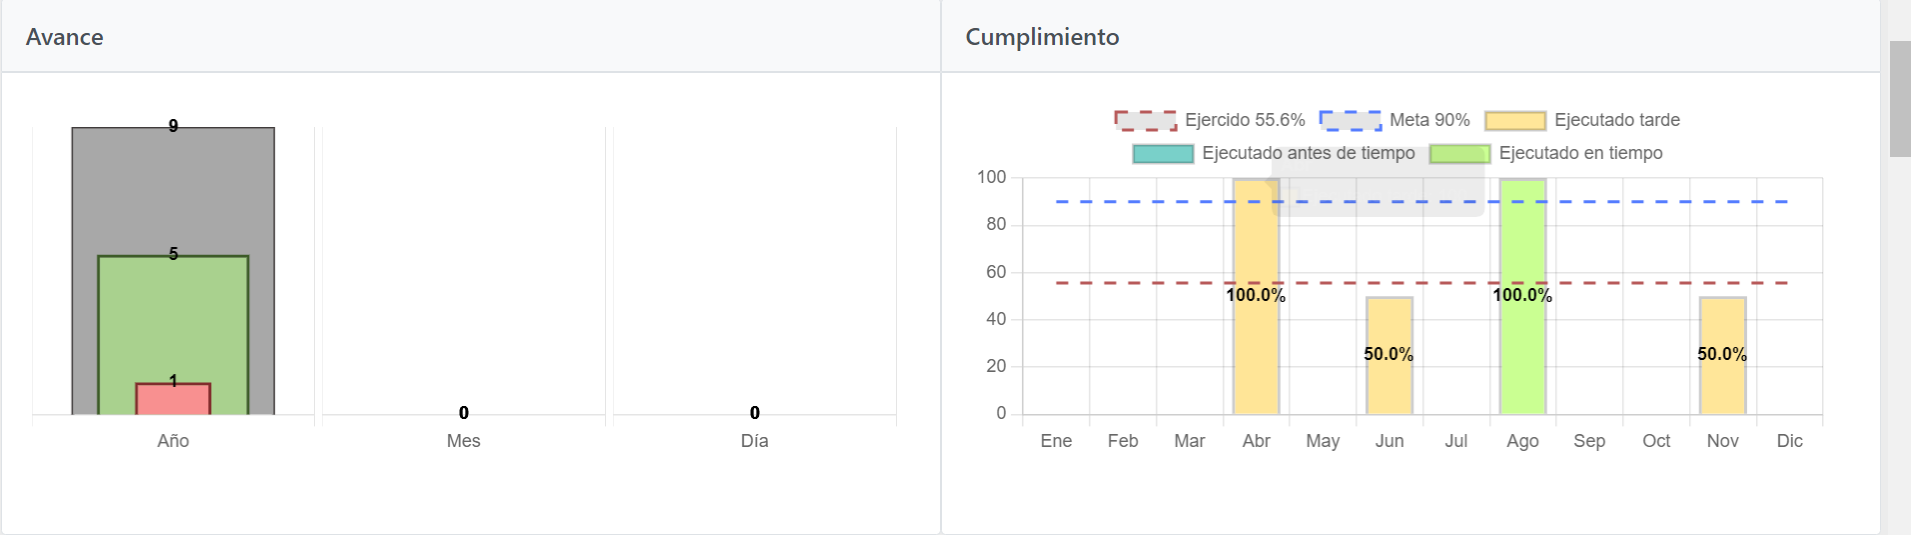 Avance
9
5
1
0
0
Año
Mes
Día
Cumplimiento
Ejercido 55.6%
Meta 90%
Ejecutado tarde
Ejecutado antes de tiempo
Ejecutado en tiempo
100
80
60
40
20
0
100.0%
50.0%
100.0%
50.0%
Ene
Feb
Mar
Abr
May
Jun
Jul
Ago
Sep
Oct
Nov
Dic